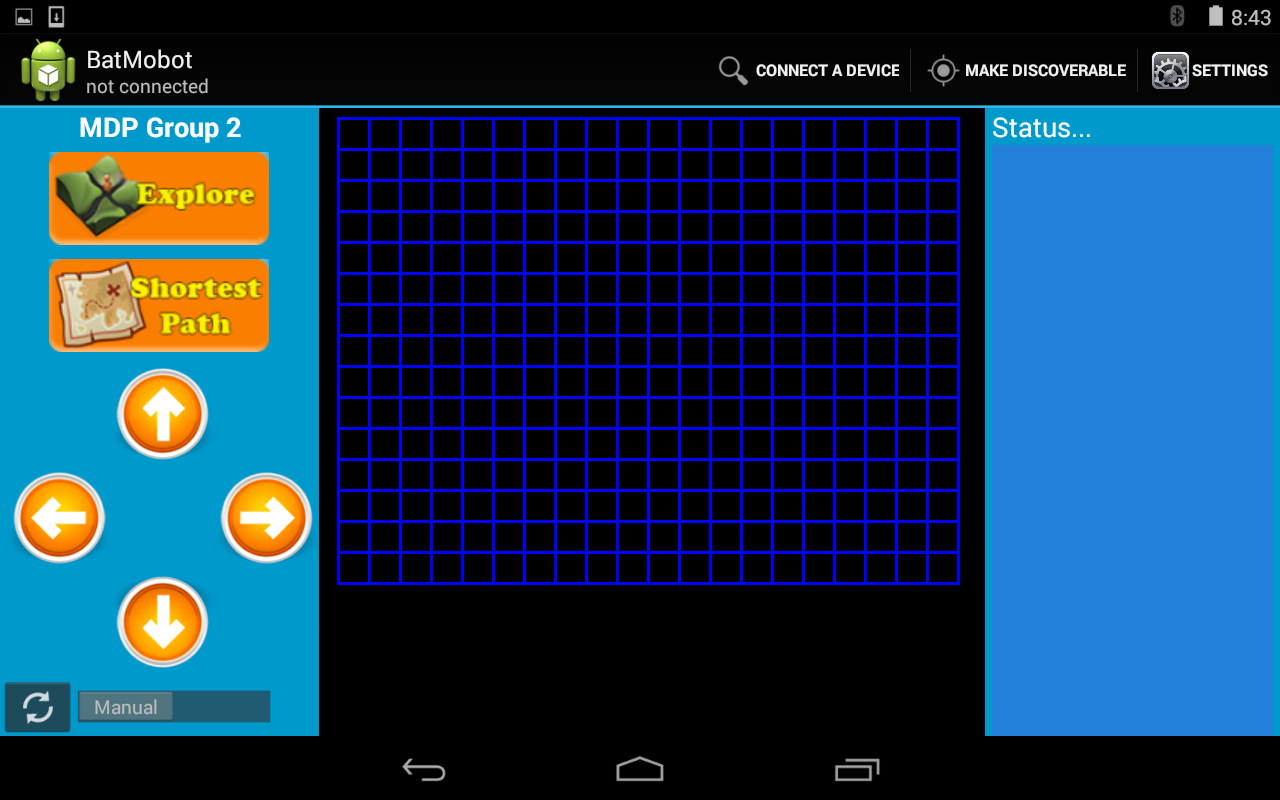 8:43
BatMobot
not connected
CONNECT A DEVICE
MAKE DISCOVERABLE
SETTINGS
MDP Group 2
Explore
Shortest
Path
Manual
Status...